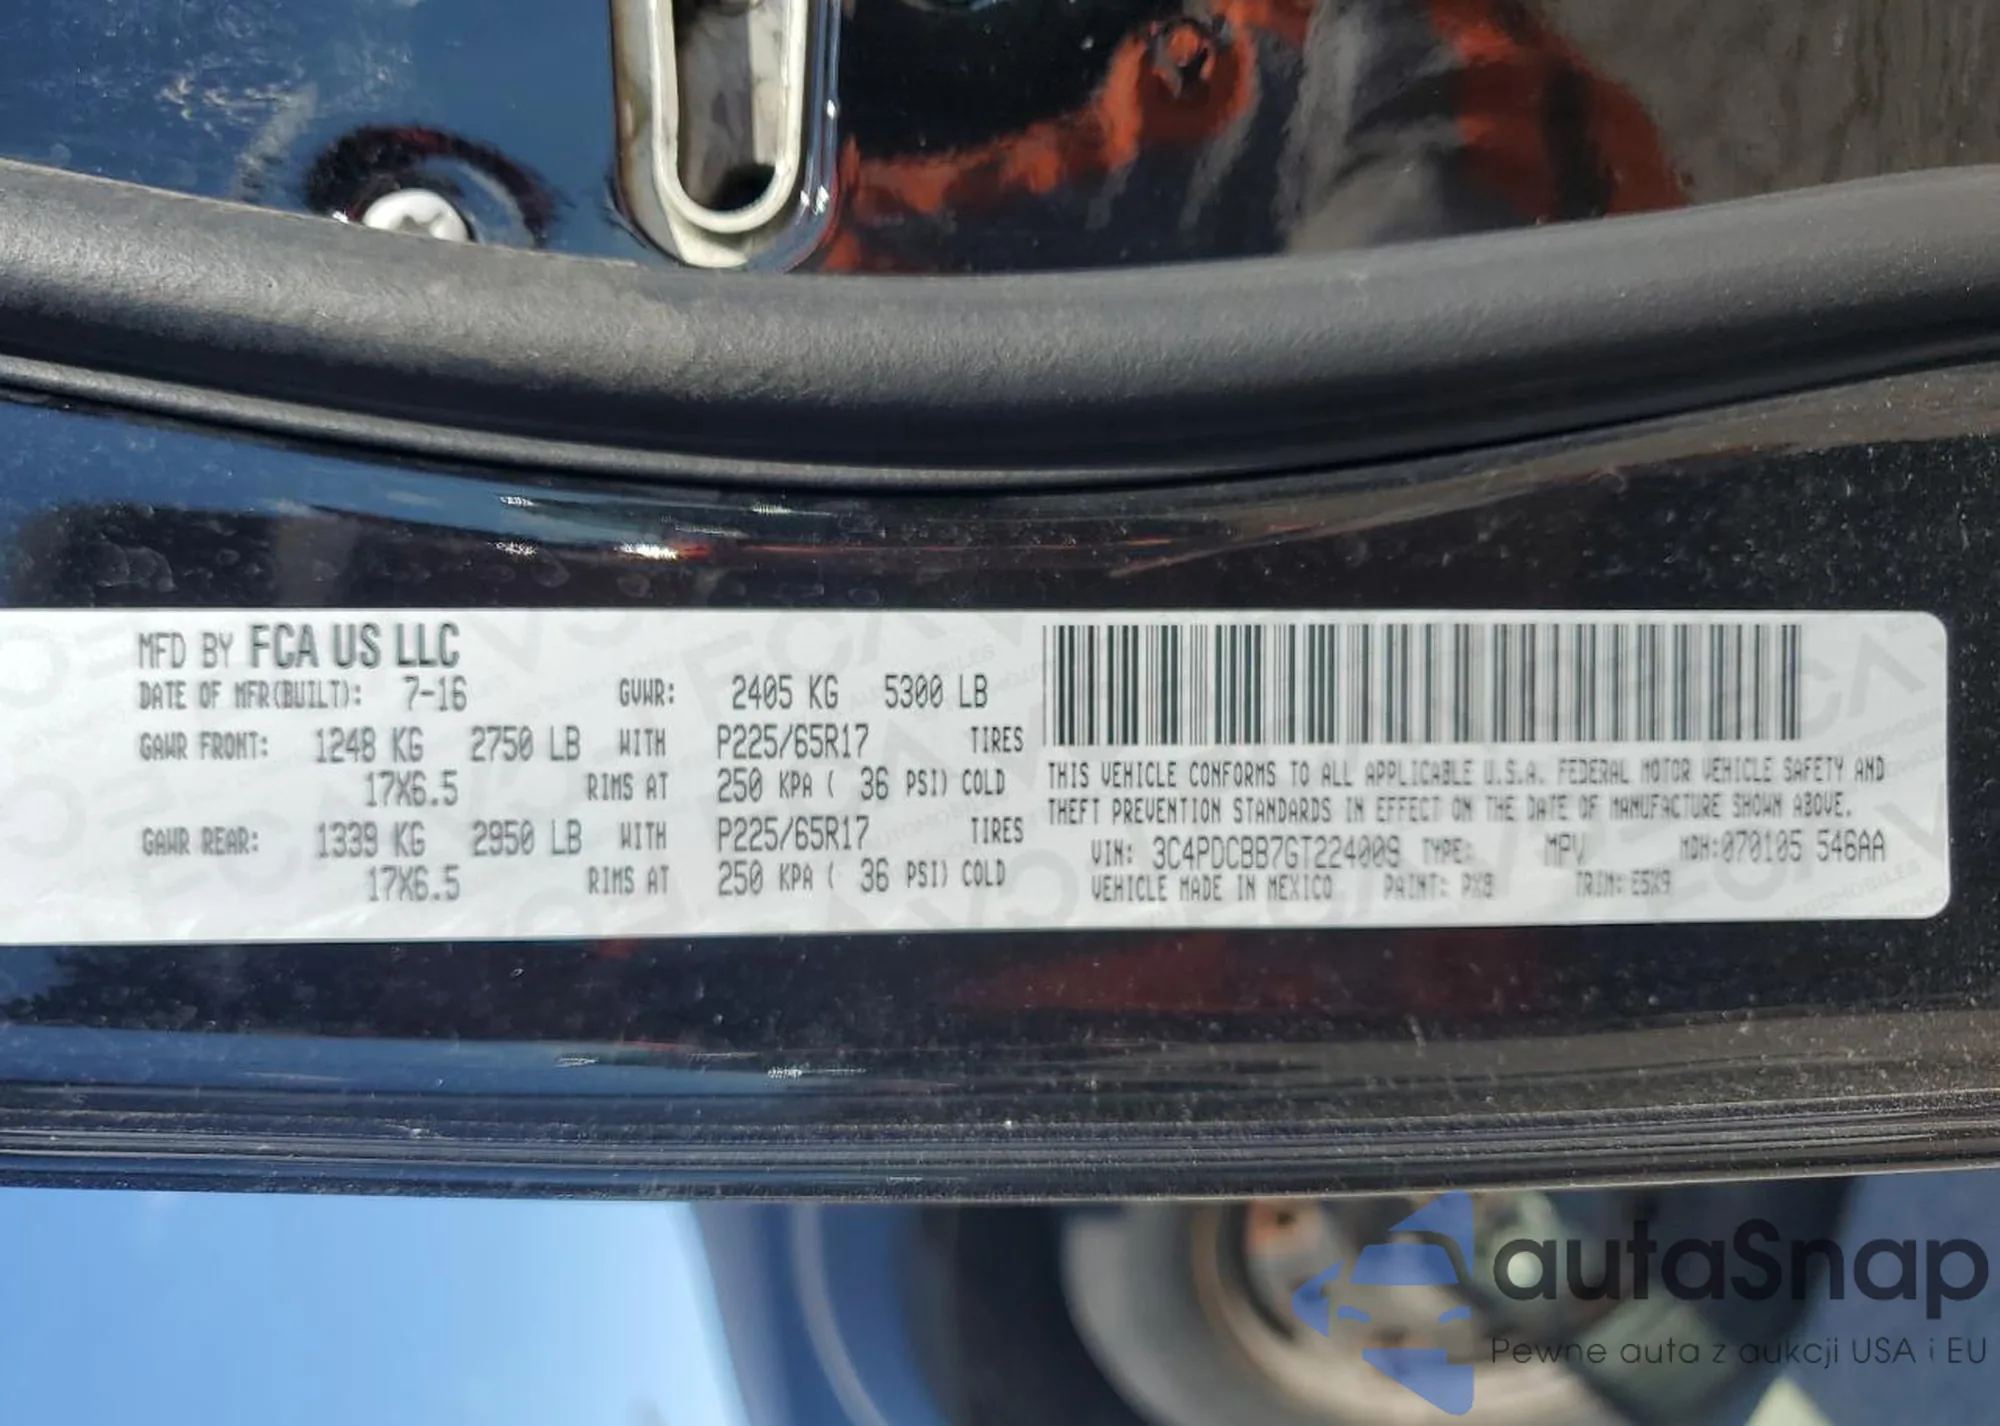 MFD BY FCA US LLC
DATE OF MFR(BUILT): 7-16 GVWR: 2405 KG 5300 LB
GAWR FRONT: 1248 KG 2750 LB WITH P225/65R17 TIRES
17X6.5 RIMS AT 250 KPA ( 36 PSI) COLD
GAWR REAR: 1339 KG 2950 LB WITH P225/65R17 TIRES
17X6.5 RIMS AT 250 KPA ( 36 PSI) COLD
THIS VEHICLE CONFORMS TO ALL APPLICABLE U.S.A. FEDERAL MOTOR VEHICLE SAFETY AND
THEFT PREVENTION STANDARDS IN EFFECT ON THE DATE OF MANUFACTURE SHOWN ABOVE.
VIN: 3C4PDCBB7GT224009 TYPE: MPV MDH:070105 546AA
VEHICLE MADE IN MEXICO PAINT: PX8 TRIM: E5X9
autaSnap
Pewne auta z aukcji USA i EU